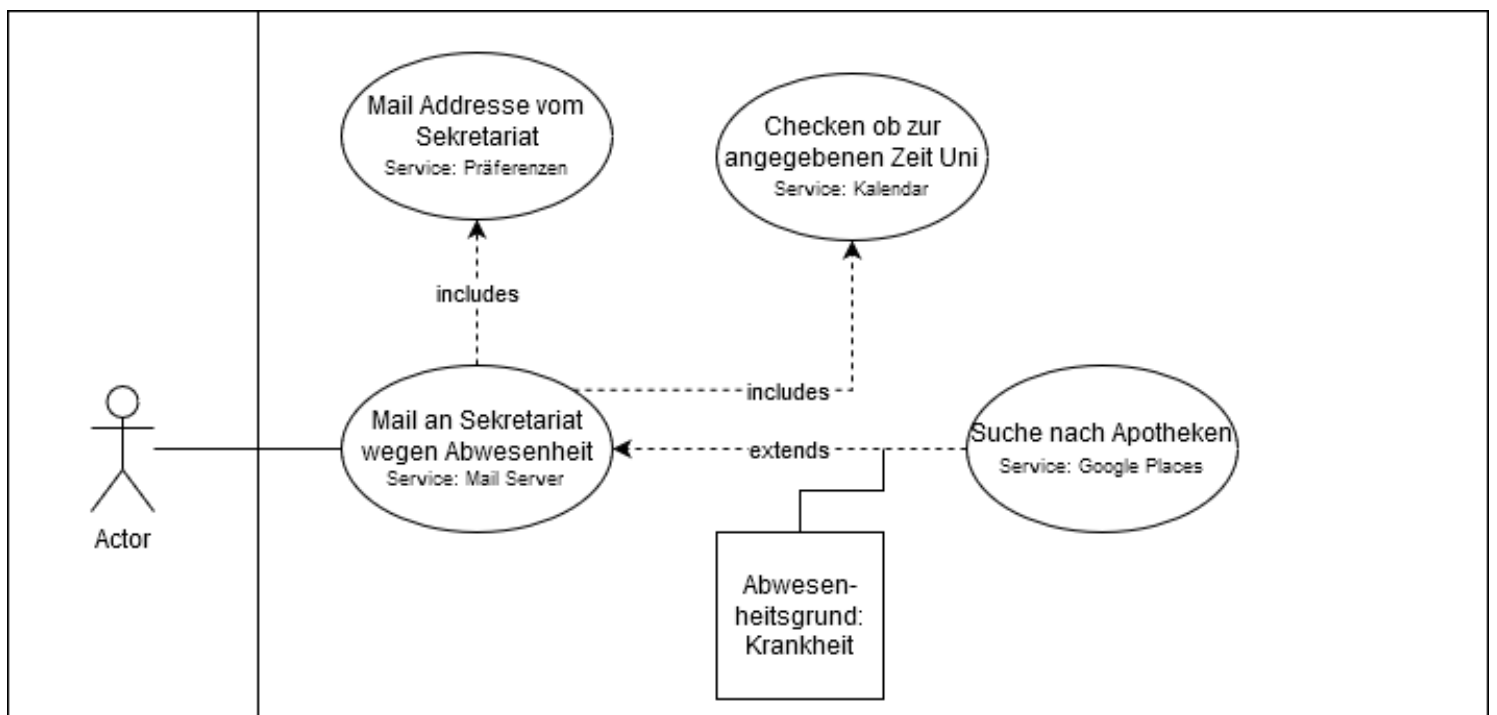 Mail Addresse vom
Sekretariat
Service: Präferenzen
Checken ob zur
angegebenen Zeit Uni
Service: Kalendar
includes
includes
Mail an Sekretariat
wegen Abwesenheit
Service: Mail Server
extends
Suche nach Apotheken
Service: Google Places
Actor
Abwesen-
heitsgrund:
Krankheit